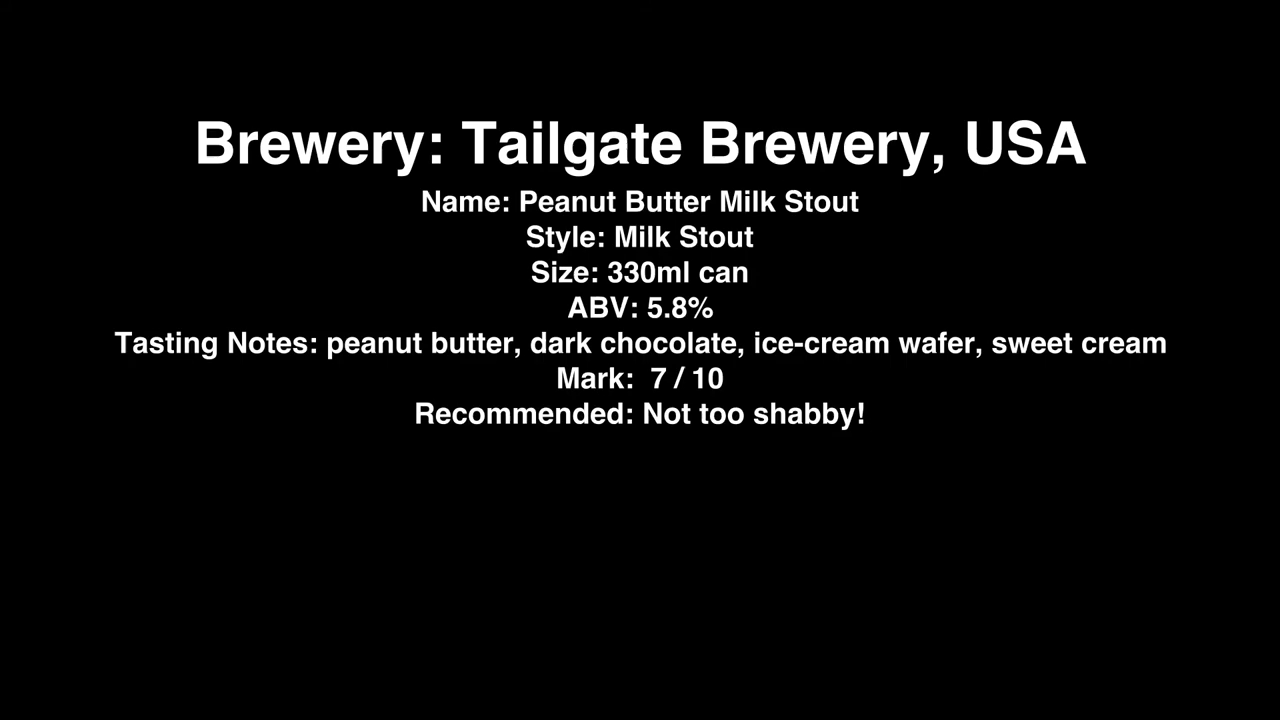 Brewery: Tailgate Brewery, USA
Name: Peanut Butter Milk Stout
Style: Milk Stout
Size: 330ml can
ABV: 5.8%
Tasting Notes: peanut butter, dark chocolate, ice-cream wafer, sweet cream
Mark:  7 / 10
Recommended: Not too shabby!